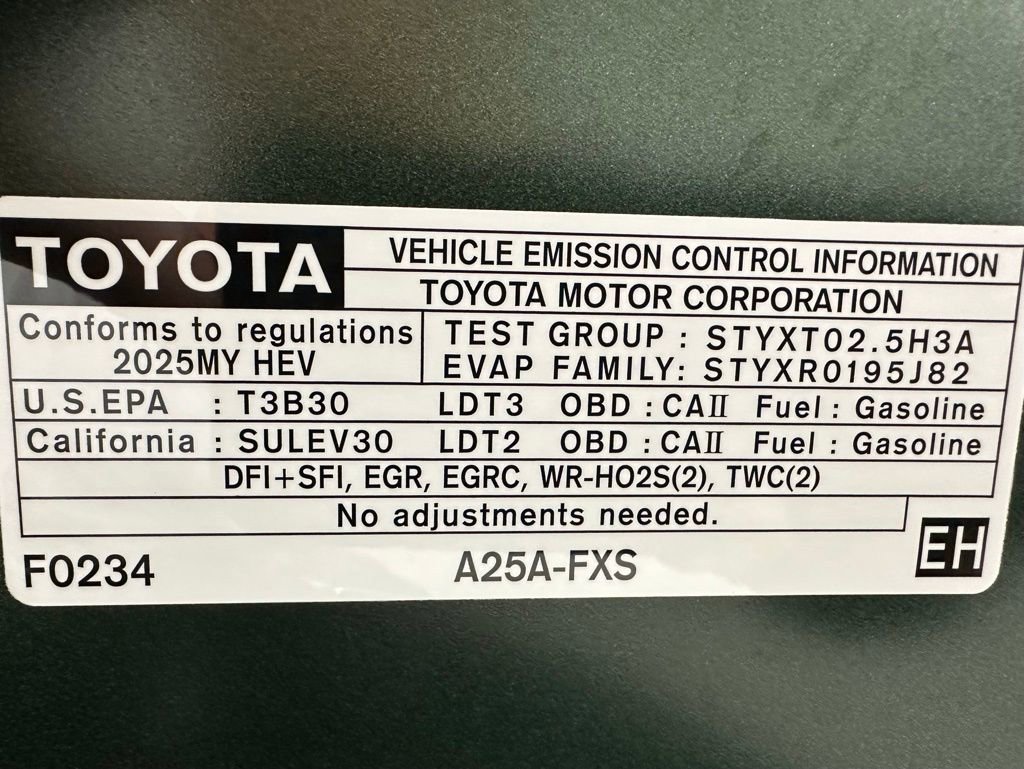 TOYOTA
VEHICLE EMISSION CONTROL INFORMATION
TOYOTA MOTOR CORPORATION
Conforms to regulations
2025MY HEV
TEST GROUP : STYXT02.5H3A
EVAP FAMILY: STYXR0195J82
U.S.EPA : T3B30 LDT3 OBD : CAⅡ Fuel : Gasoline
California : SULEV30 LDT2 OBD : CAⅡ Fuel : Gasoline
DFI+SFI, EGR, EGRC, WR-HO2S(2), TWC(2)
No adjustments needed.
F0234 A25A-FXS EH